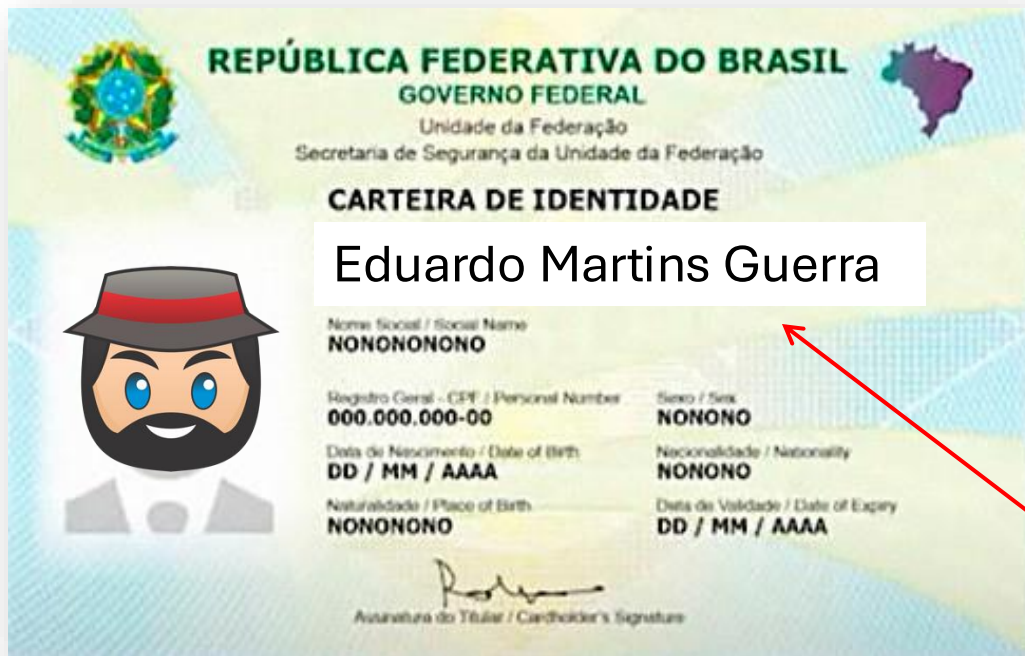 REPÚBLICA FEDERATIVA DO BRASIL
GOVERNO FEDERAL
Unidade da Federação
Secretaria de Segurança da Unidade da Federação
CARTEIRA DE IDENTIDADE
Eduardo Martins Guerra
Nome Social / Social Name
NONONONONO
Registro Geral - CPF / Personal Number
000.000.000-00
Sexo / Sex
NONONO
Data de Nascimento / Date of Birth
DD / MM / AAAA
Nacionalidade / Nationality
NONONO
Naturalidade / Place of Birth
NONONONO
Data de Validade / Date of Expiry
DD / MM / AAAA
Assinatura do Titular / Cardholder's Signature